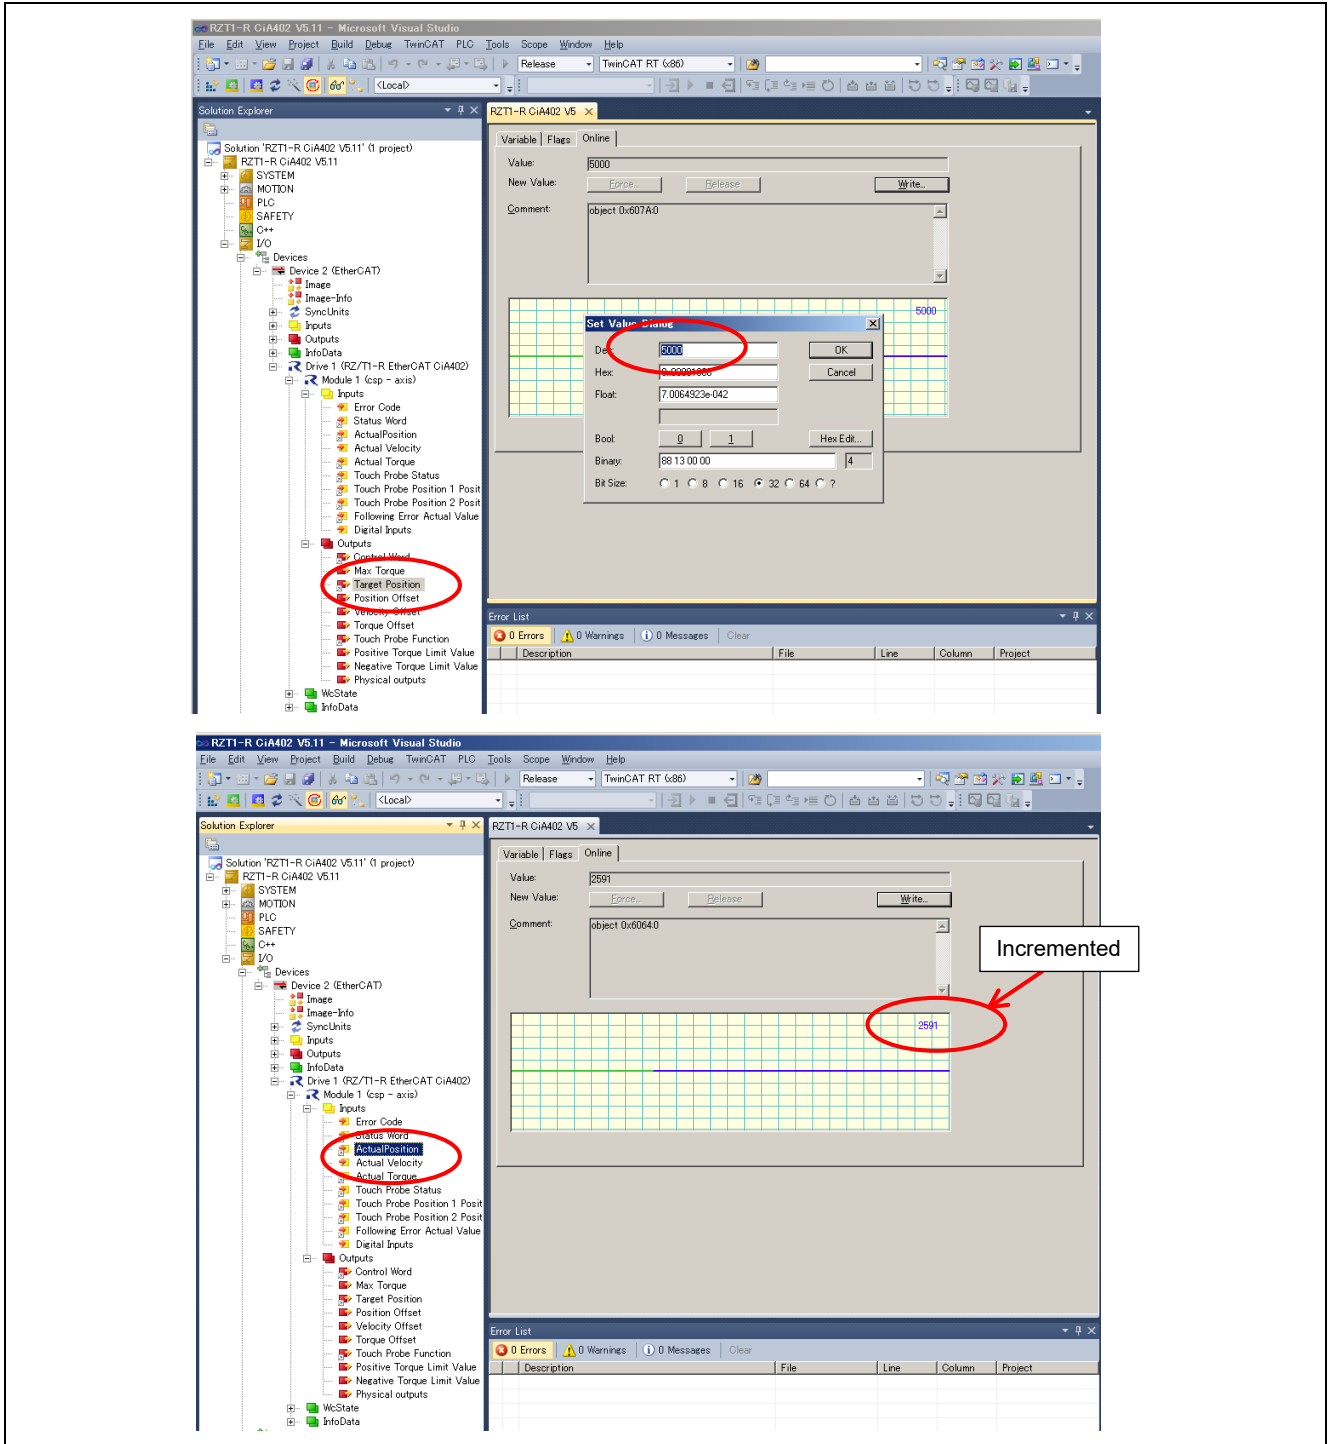 RZT1-R CiA402 V5.11 - Microsoft Visual Studio
File Edit View Project Build Debug TwinCAT PLC Tools Scope Window Help
Release TwinCAT RT (x86)
<Local>
Solution Explorer
RZT1-R CiA402 V5
Solution 'RZT1-R CiA402 V5.11' (1 project)
RZT1-R CiA402 V5.11
SYSTEM
MOTION
PLC
SAFETY
C++
I/O
Devices
Device 2 (EtherCAT)
Image
Image-Info
SyncUnits
Inputs
Outputs
InfoData
Drive 1 (RZ/T1-R EtherCAT CiA402)
Module 1 (csp - axis)
Inputs
Error Code
Status Word
ActualPosition
Actual Velocity
Actual Torque
Touch Probe Status
Touch Probe Position 1 Posit
Touch Probe Position 2 Posit
Following Error Actual Value
Digital Inputs
Outputs
Control Word
Max Torque
Target Position
Position Offset
Velocity Offset
Torque Offset
Touch Probe Function
Positive Torque Limit Value
Negative Torque Limit Value
Physical outputs
WcState
InfoData
Variable Flags Online
Value: 5000
New Value: Force... Release Write...
Comment: object 0x607A:0
5000
Set Value Dialog
Dec: 5000 OK
Hex: Cancel
Float: 7.0064923e-042
Bool: 0 1 Hex Edit...
Binary: 88 13 00 00 4
Bit Size: 1 8 16 32 64 ?
Error List
0 Errors 0 Warnings 0 Messages Clear
Description File Line Column Project
RZT1-R CiA402 V5.11 - Microsoft Visual Studio
File Edit View Project Build Debug TwinCAT PLC Tools Scope Window Help
Release TwinCAT RT (x86)
<Local>
Solution Explorer
RZT1-R CiA402 V5
Solution 'RZT1-R CiA402 V5.11' (1 project)
RZT1-R CiA402 V5.11
SYSTEM
MOTION
PLC
SAFETY
C++
I/O
Devices
Device 2 (EtherCAT)
Image
Image-Info
SyncUnits
Inputs
Outputs
InfoData
Drive 1 (RZ/T1-R EtherCAT CiA402)
Module 1 (csp - axis)
Inputs
Error Code
Status Word
ActualPosition
Actual Velocity
Actual Torque
Touch Probe Status
Touch Probe Position 1 Posit
Touch Probe Position 2 Posit
Following Error Actual Value
Digital Inputs
Outputs
Control Word
Max Torque
Target Position
Position Offset
Velocity Offset
Torque Offset
Touch Probe Function
Positive Torque Limit Value
Negative Torque Limit Value
Physical outputs
WcState
InfoData
Variable Flags Online
Value: 2591
New Value: Force... Release Write...
Comment: object 0x6064:0
Incremented
2591
Error List
0 Errors 0 Warnings 0 Messages Clear
Description File Line Column Project